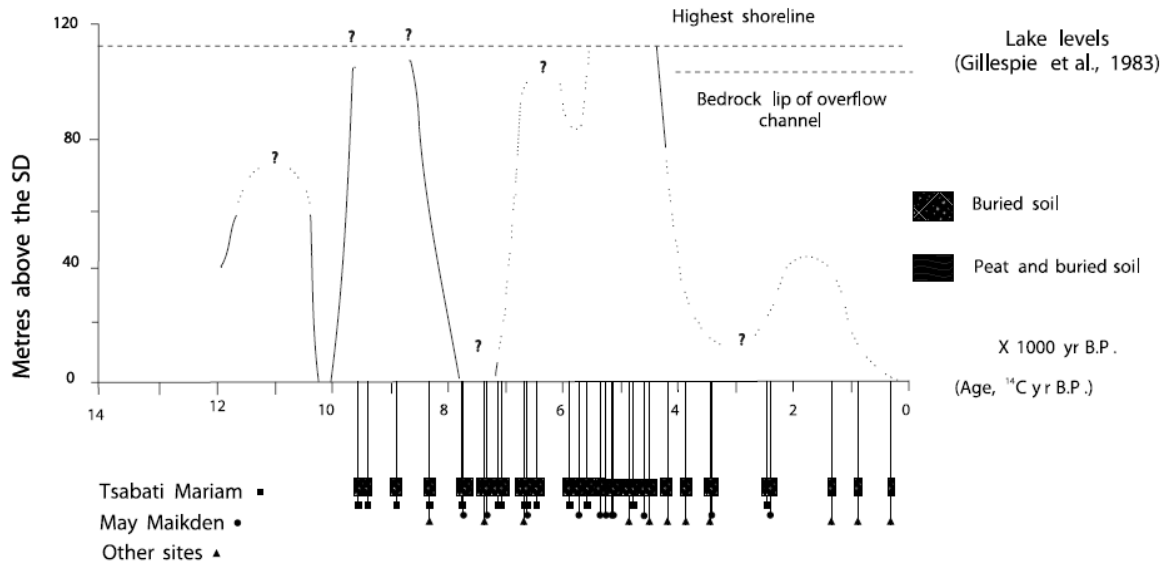 120
80
40
0
Metres above the SD
?
?
?
?
?
?
Highest shoreline
Bedrock lip of overflow
channel
Lake levels
(Gillespie et al., 1983)
Buried soil
Peat and buried soil
X 1000 yr B.P.
(Age, ¹⁴C y r B.P.)
14 12 10 8 6 4 2 0
Tsabati Mariam
May Maikden
Other sites